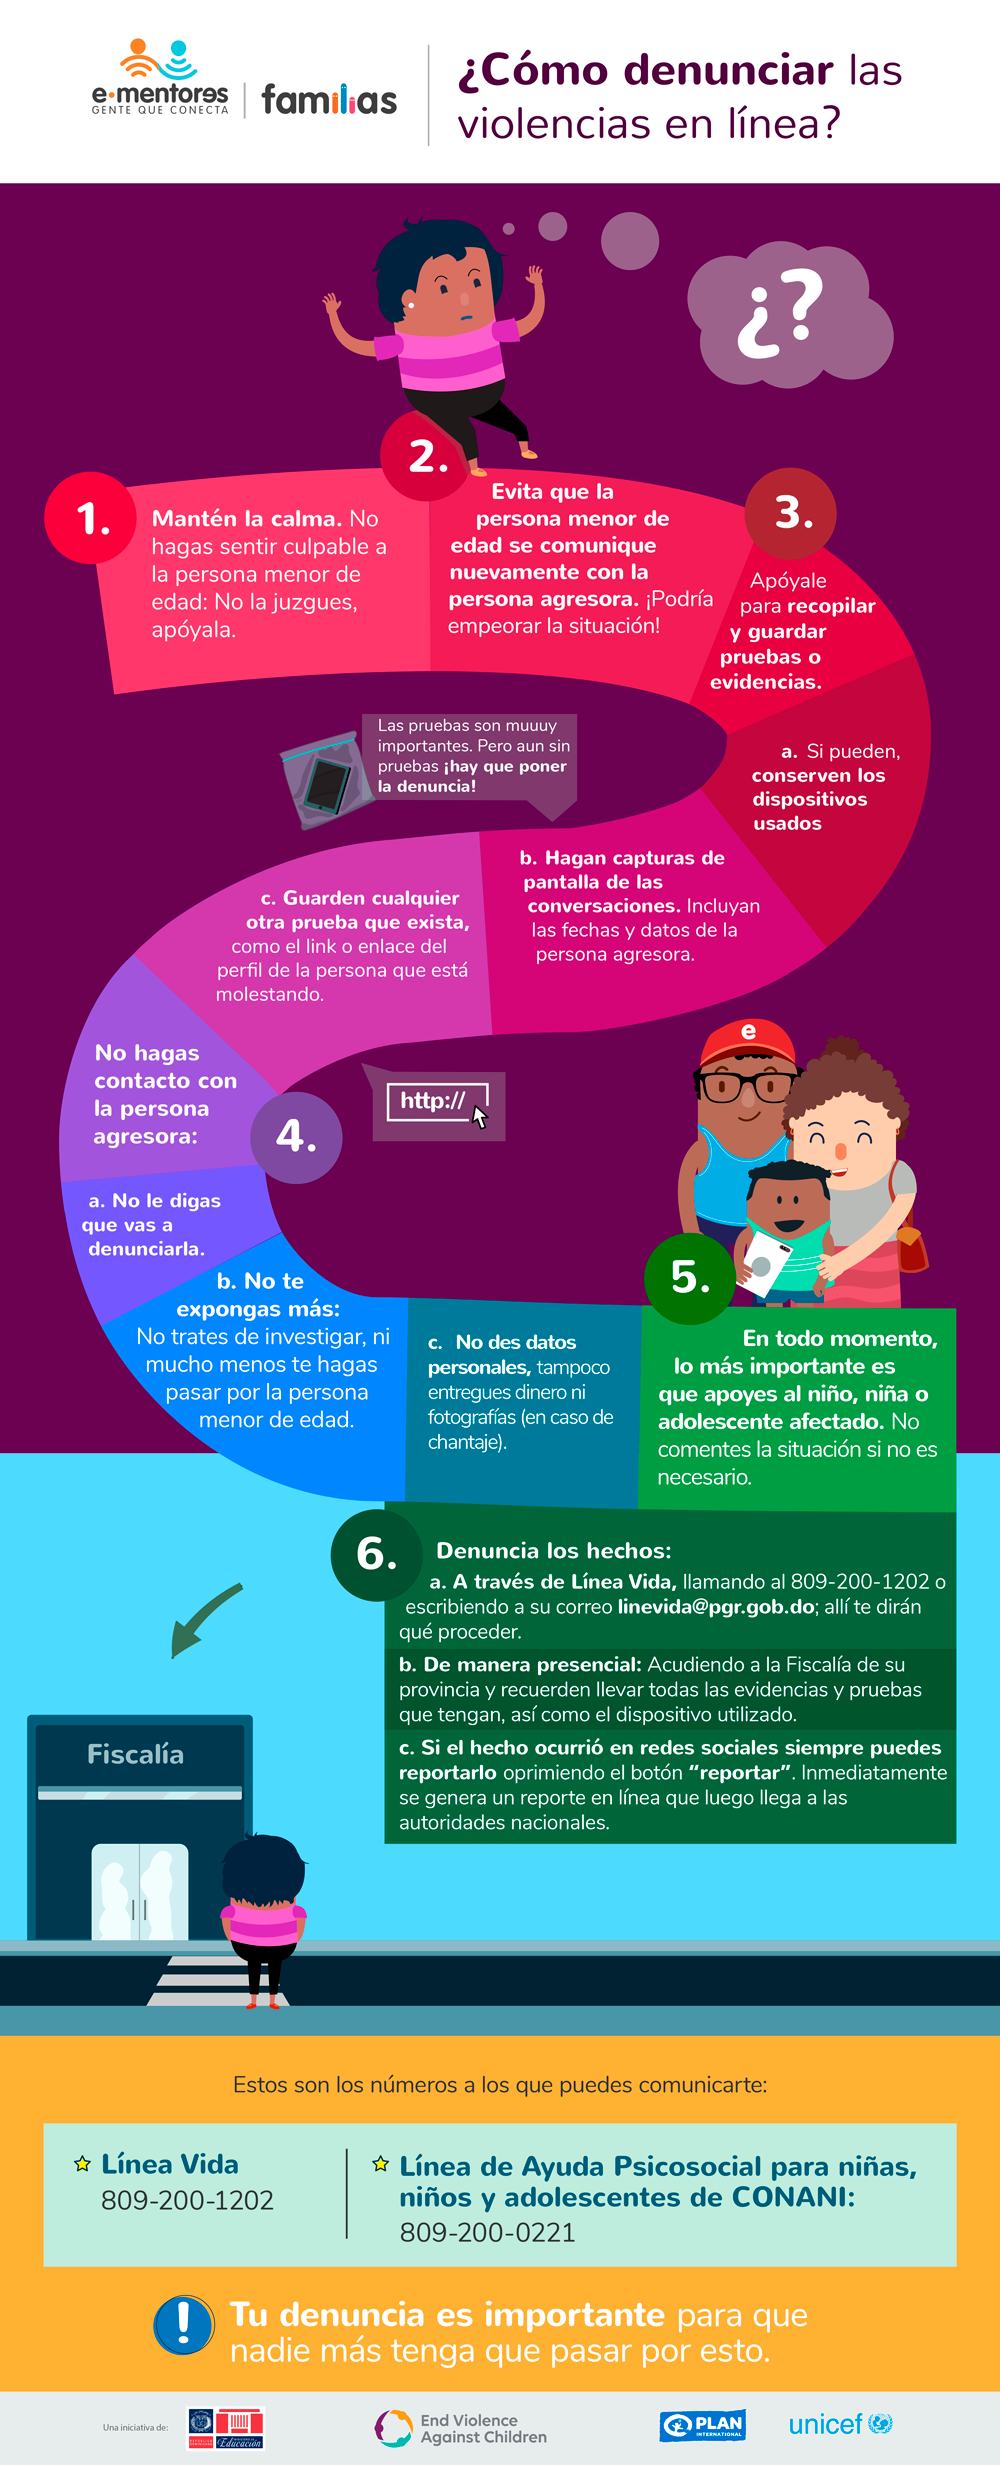 e·mentores
GENTE QUE CONECTA
familias
¿Cómo denunciar las
violencias en línea?
¿?
1.
Mantén la calma. No
hagas sentir culpable a
la persona menor de
edad: No la juzgues,
apóyala.
2.
Evita que la
persona menor de
edad se comunique
nuevamente con la
persona agresora. ¡Podría
empeorar la situación!
3.
Apóyale
para recopilar
y guardar
pruebas o
evidencias.
a. Si pueden,
conserven los
dispositivos
usados
Las pruebas son muuuy
importantes. Pero aun sin
pruebas ¡hay que poner
la denuncia!
b. Hagan capturas de
pantalla de las
conversaciones. Incluyan
las fechas y datos de la
persona agresora.
c. Guarden cualquier
otra prueba que exista,
como el link o enlace del
perfil de la persona que está
molestando.
http://
e
4.
No hagas
contacto con
la persona
agresora:
a. No le digas
que vas a
denunciarla.
b. No te
expongas más:
No trates de investigar, ni
mucho menos te hagas
pasar por la persona
menor de edad.
c. No des datos
personales, tampoco
entregues dinero ni
fotografías (en caso de
chantaje).
5.
En todo momento,
lo más importante es
que apoyes al niño, niña o
adolescente afectado. No
comentes la situación si no es
necesario.
6.
Denuncia los hechos:
a. A través de Línea Vida, llamando al 809-200-1202 o
escribiendo a su correo linevida@pgr.gob.do; allí te dirán
qué proceder.
b. De manera presencial: Acudiendo a la Fiscalía de su
provincia y recuerden llevar todas las evidencias y pruebas
que tengan, así como el dispositivo utilizado.
c. Si el hecho ocurrió en redes sociales siempre puedes
reportarlo oprimiendo el botón “reportar”. Inmediatamente
se genera un reporte en línea que luego llega a las
autoridades nacionales.
Fiscalía
Estos son los números a los que puedes comunicarte:
Línea Vida
809-200-1202
Línea de Ayuda Psicosocial para niñas,
niños y adolescentes de CONANI:
809-200-0221
!
Tu denuncia es importante para que
nadie más tenga que pasar por esto.
Una iniciativa de:
Educación
End Violence
Against Children
PLAN
INTERNATIONAL
unicef